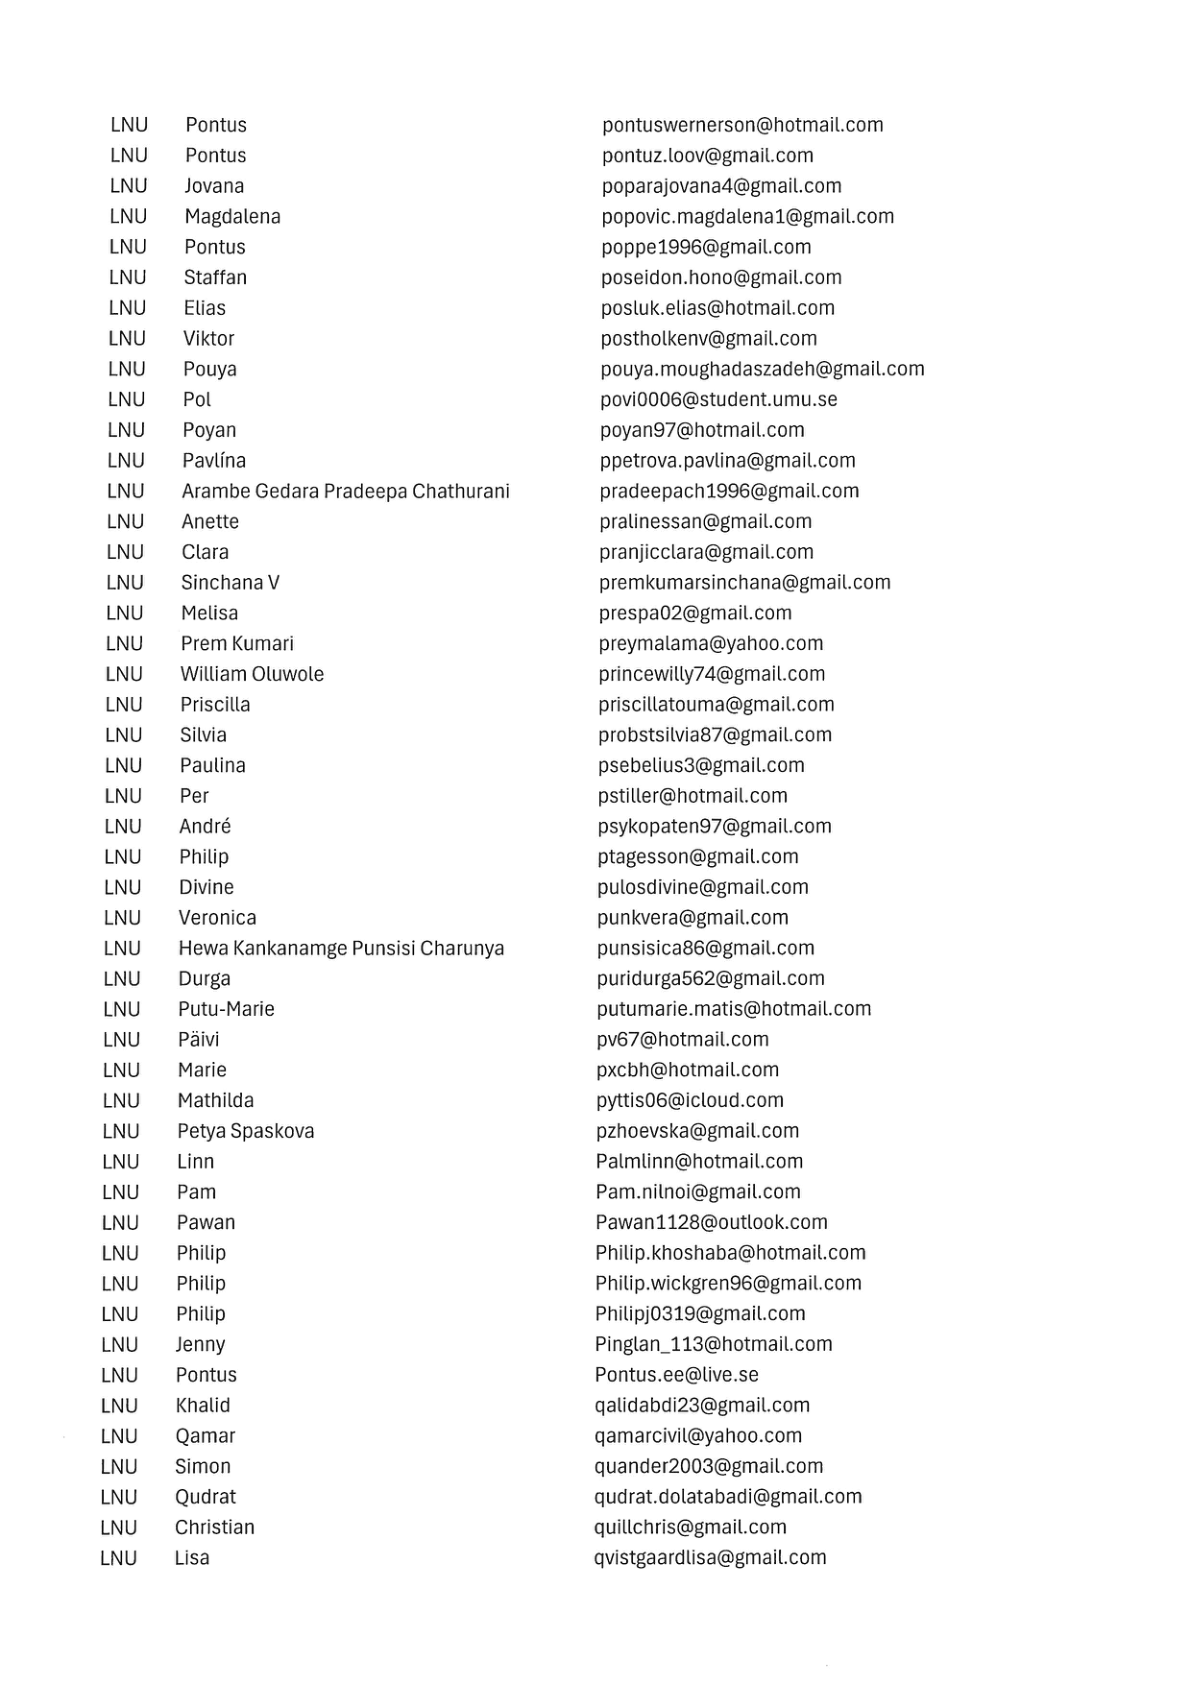 LNU Pontus pontuswernerson@hotmail.com
LNU Pontus pontuz.loov@gmail.com
LNU Jovana poparajovana4@gmail.com
LNU Magdalena popovic.magdalena1@gmail.com
LNU Pontus poppe1996@gmail.com
LNU Staffan poseidon.hono@gmail.com
LNU Elias posluk.elias@hotmail.com
LNU Viktor postholkenv@gmail.com
LNU Pouya pouya.moughadaszadeh@gmail.com
LNU Pol povi0006@student.umu.se
LNU Poyan poyan97@hotmail.com
LNU Pavlína ppetrova.pavlina@gmail.com
LNU Arambe Gedara Pradeepa Chathurani pradeepach1996@gmail.com
LNU Anette pralinessan@gmail.com
LNU Clara pranjicclara@gmail.com
LNU Sinchana V premkumarsinchana@gmail.com
LNU Melisa prespa02@gmail.com
LNU Prem Kumari preymalama@yahoo.com
LNU William Oluwole princewilly74@gmail.com
LNU Priscilla priscillatouma@gmail.com
LNU Silvia probstsilvia87@gmail.com
LNU Paulina psebelius3@gmail.com
LNU Per pstiller@hotmail.com
LNU André psykopaten97@gmail.com
LNU Philip ptagesson@gmail.com
LNU Divine pulosdivine@gmail.com
LNU Veronica punkvera@gmail.com
LNU Hewa Kankanamge Punsisi Charunya punsisica86@gmail.com
LNU Durga puridurga562@gmail.com
LNU Putu-Marie putumarie.matis@hotmail.com
LNU Päivi pv67@hotmail.com
LNU Marie pxcbh@hotmail.com
LNU Mathilda pyttis06@icloud.com
LNU Petya Spaskova pzhoevska@gmail.com
LNU Linn Palmlinn@hotmail.com
LNU Pam Pam.nilnoi@gmail.com
LNU Pawan Pawan1128@outlook.com
LNU Philip Philip.khoshaba@hotmail.com
LNU Philip Philip.wickgren96@gmail.com
LNU Philip Philipj0319@gmail.com
LNU Jenny Pinglan_113@hotmail.com
LNU Pontus Pontus.ee@live.se
LNU Khalid qalidabdi23@gmail.com
LNU Qamar qamarcivil@yahoo.com
LNU Simon quander2003@gmail.com
LNU Qudrat qudrat.dolatabadi@gmail.com
LNU Christian quillchris@gmail.com
LNU Lisa qvistgaardlisa@gmail.com